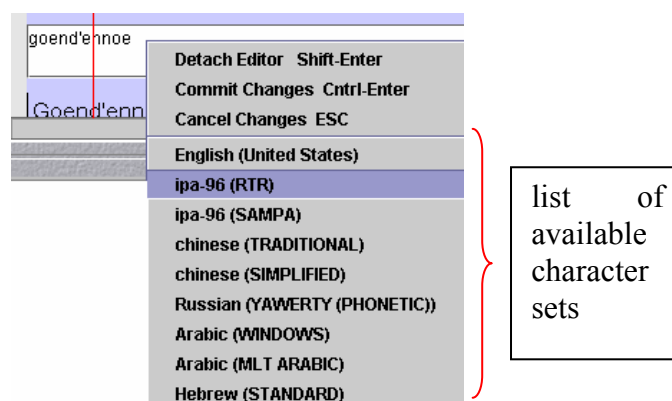 goend'ennoe
Goend'enn
Detach Editor Shift-Enter
Commit Changes Cntrl-Enter
Cancel Changes ESC
English (United States)
ipa-96 (RTR)
ipa-96 (SAMPA)
chinese (TRADITIONAL)
chinese (SIMPLIFIED)
Russian (YAWERTY (PHONETIC))
Arabic (WINDOWS)
Arabic (MLT ARABIC)
Hebrew (STANDARD)
list of
available
character
sets